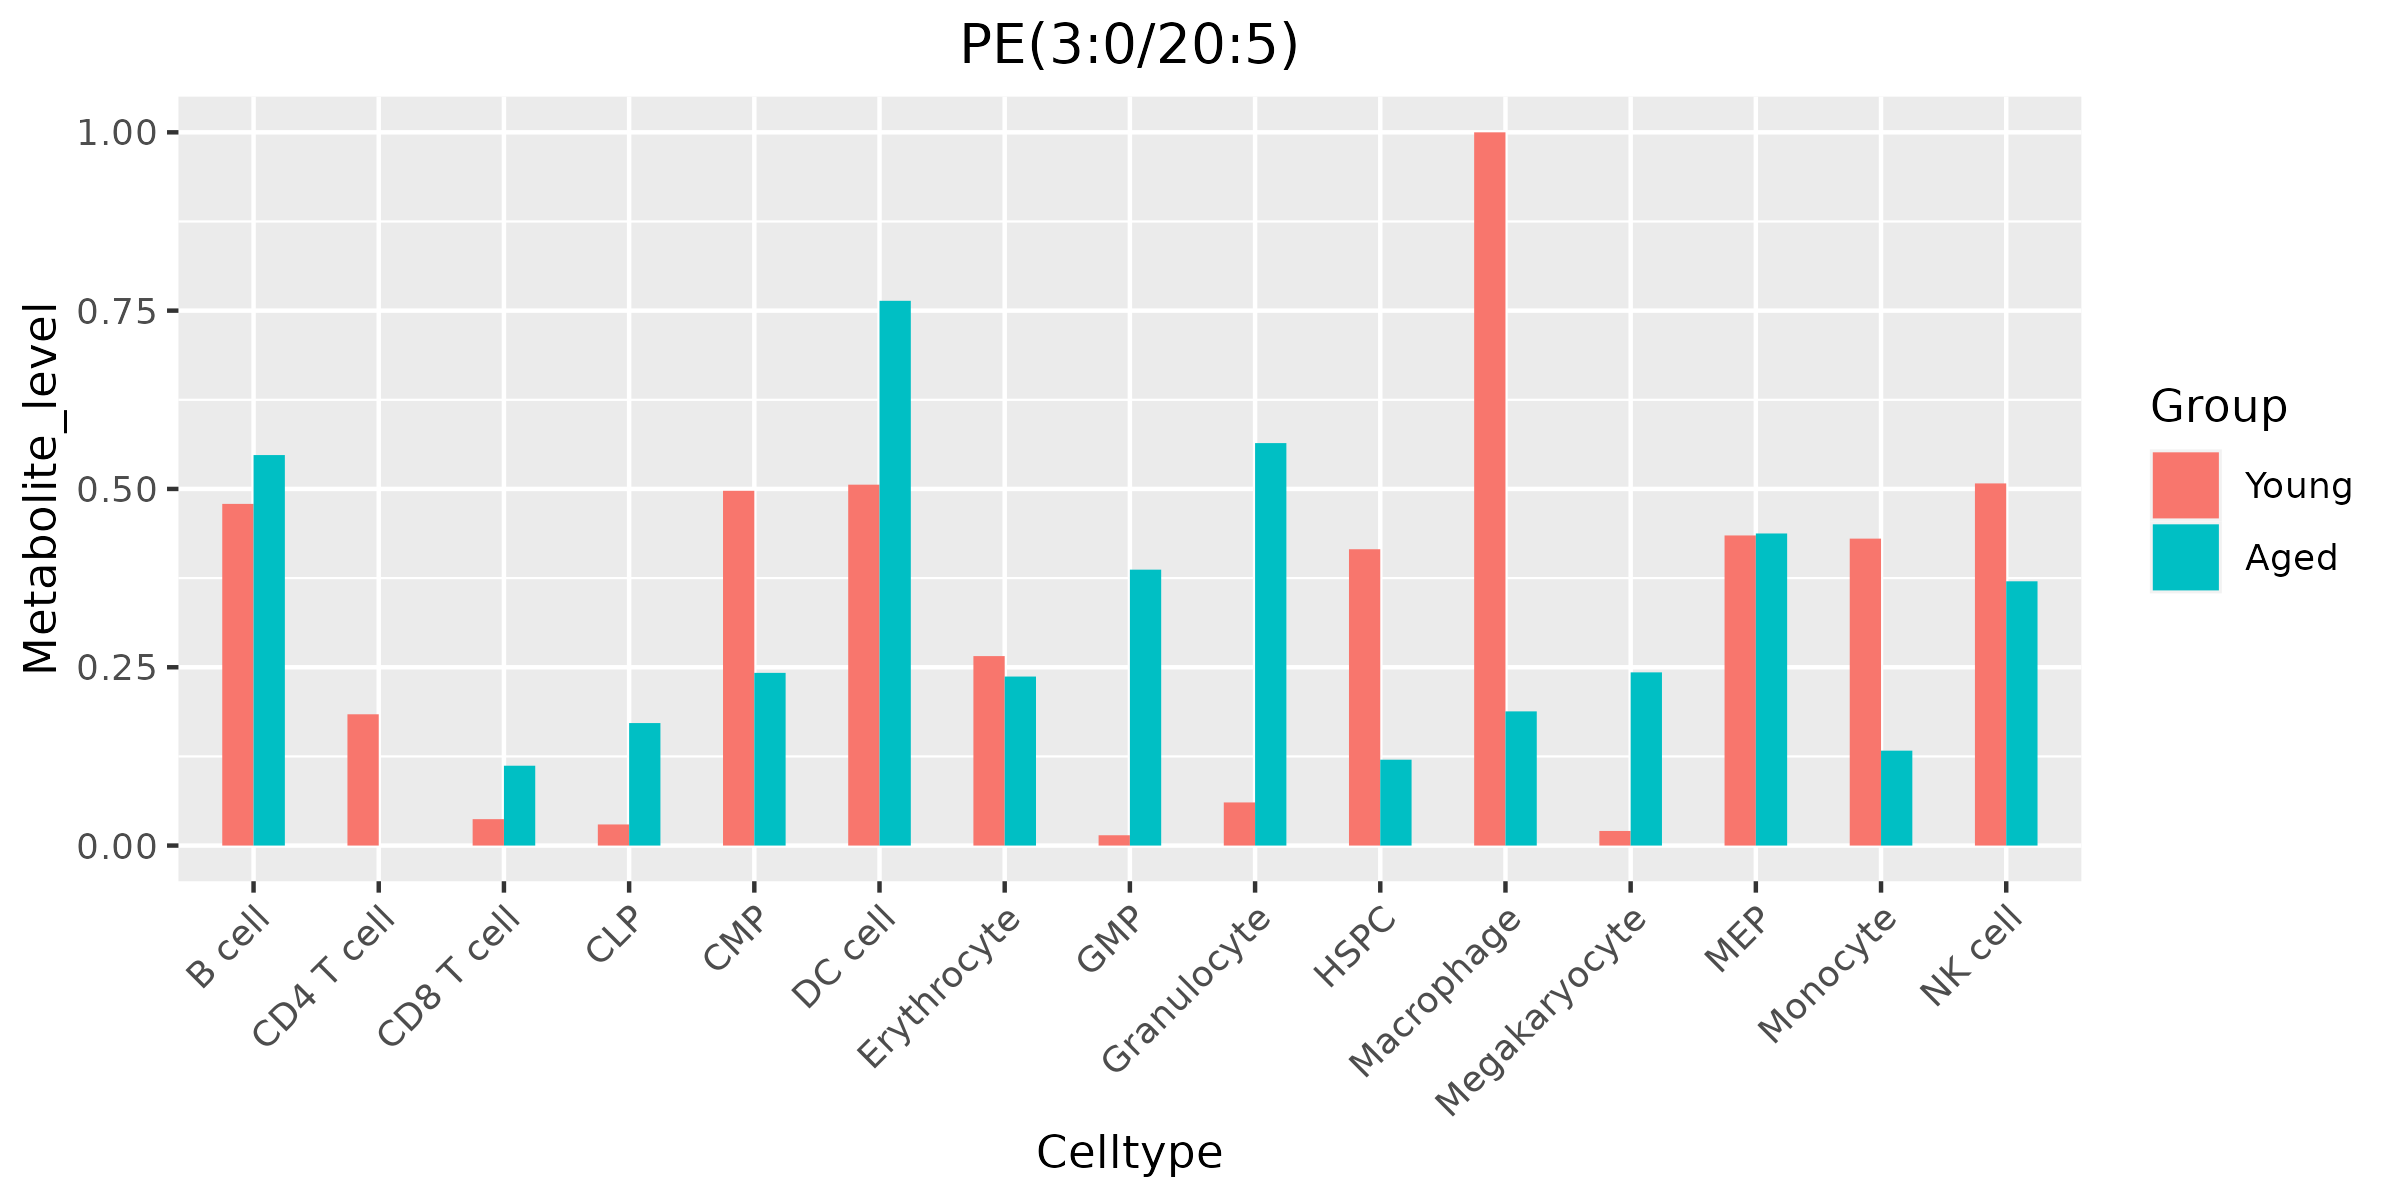 PE(3:0/20:5)
Metabolite_level
1.00
0.75
0.50
0.25
0.00
B cell
CD4 T cell
CD8 T cell
CLP
CMP
DC cell
Erythrocyte
GMP
Granulocyte
HSPC
Macrophage
Megakaryocyte
MEP
Monocyte
NK cell
Celltype
Group
Young
Aged